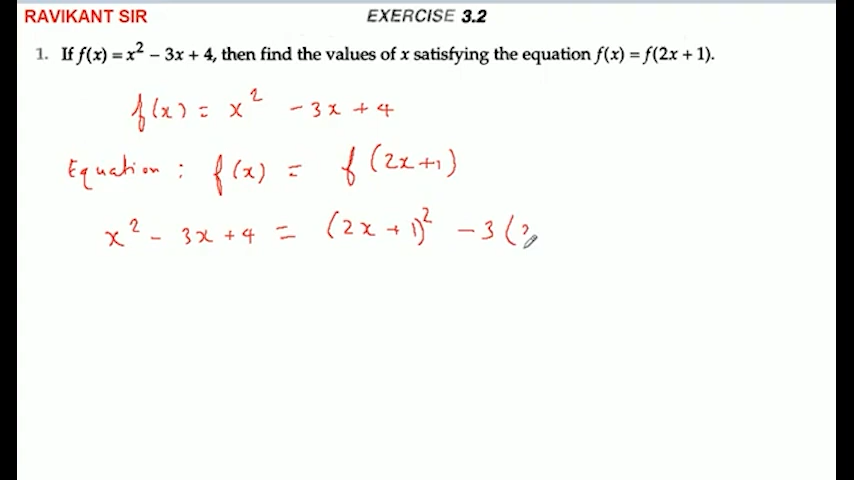 RAVIKANT SIR EXERCISE 3.2
1. If f(x) = x² – 3x + 4, then find the values of x satisfying the equation f(x) = f(2x + 1).
f(x) = x² - 3x + 4
Equation : f(x) = f(2x+1)
x² - 3x + 4 = (2x + 1)² - 3(